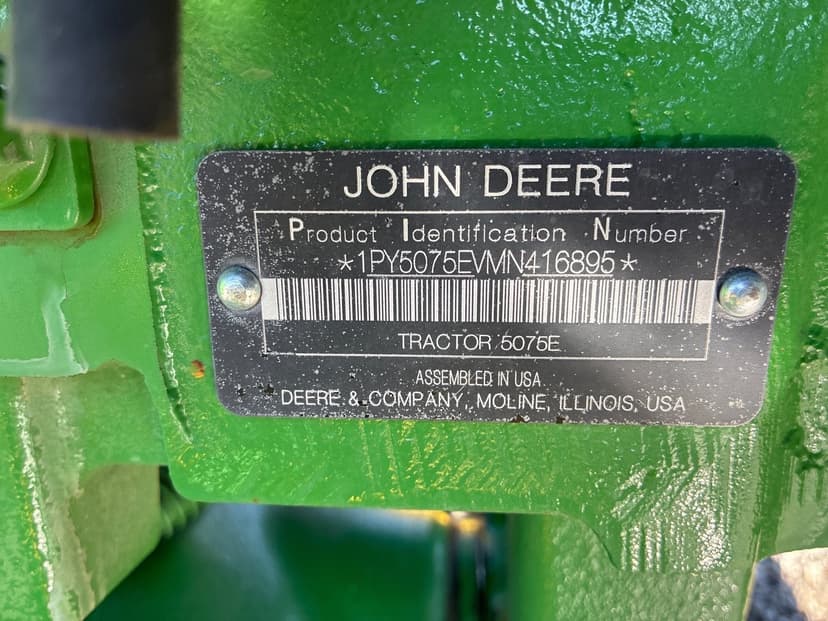 JOHN DEERE
Product Identification Number
*1PY5075EVMN416895*
TRACTOR 5075E
ASSEMBLED IN USA
DEERE & COMPANY, MOLINE, ILLINOIS, USA